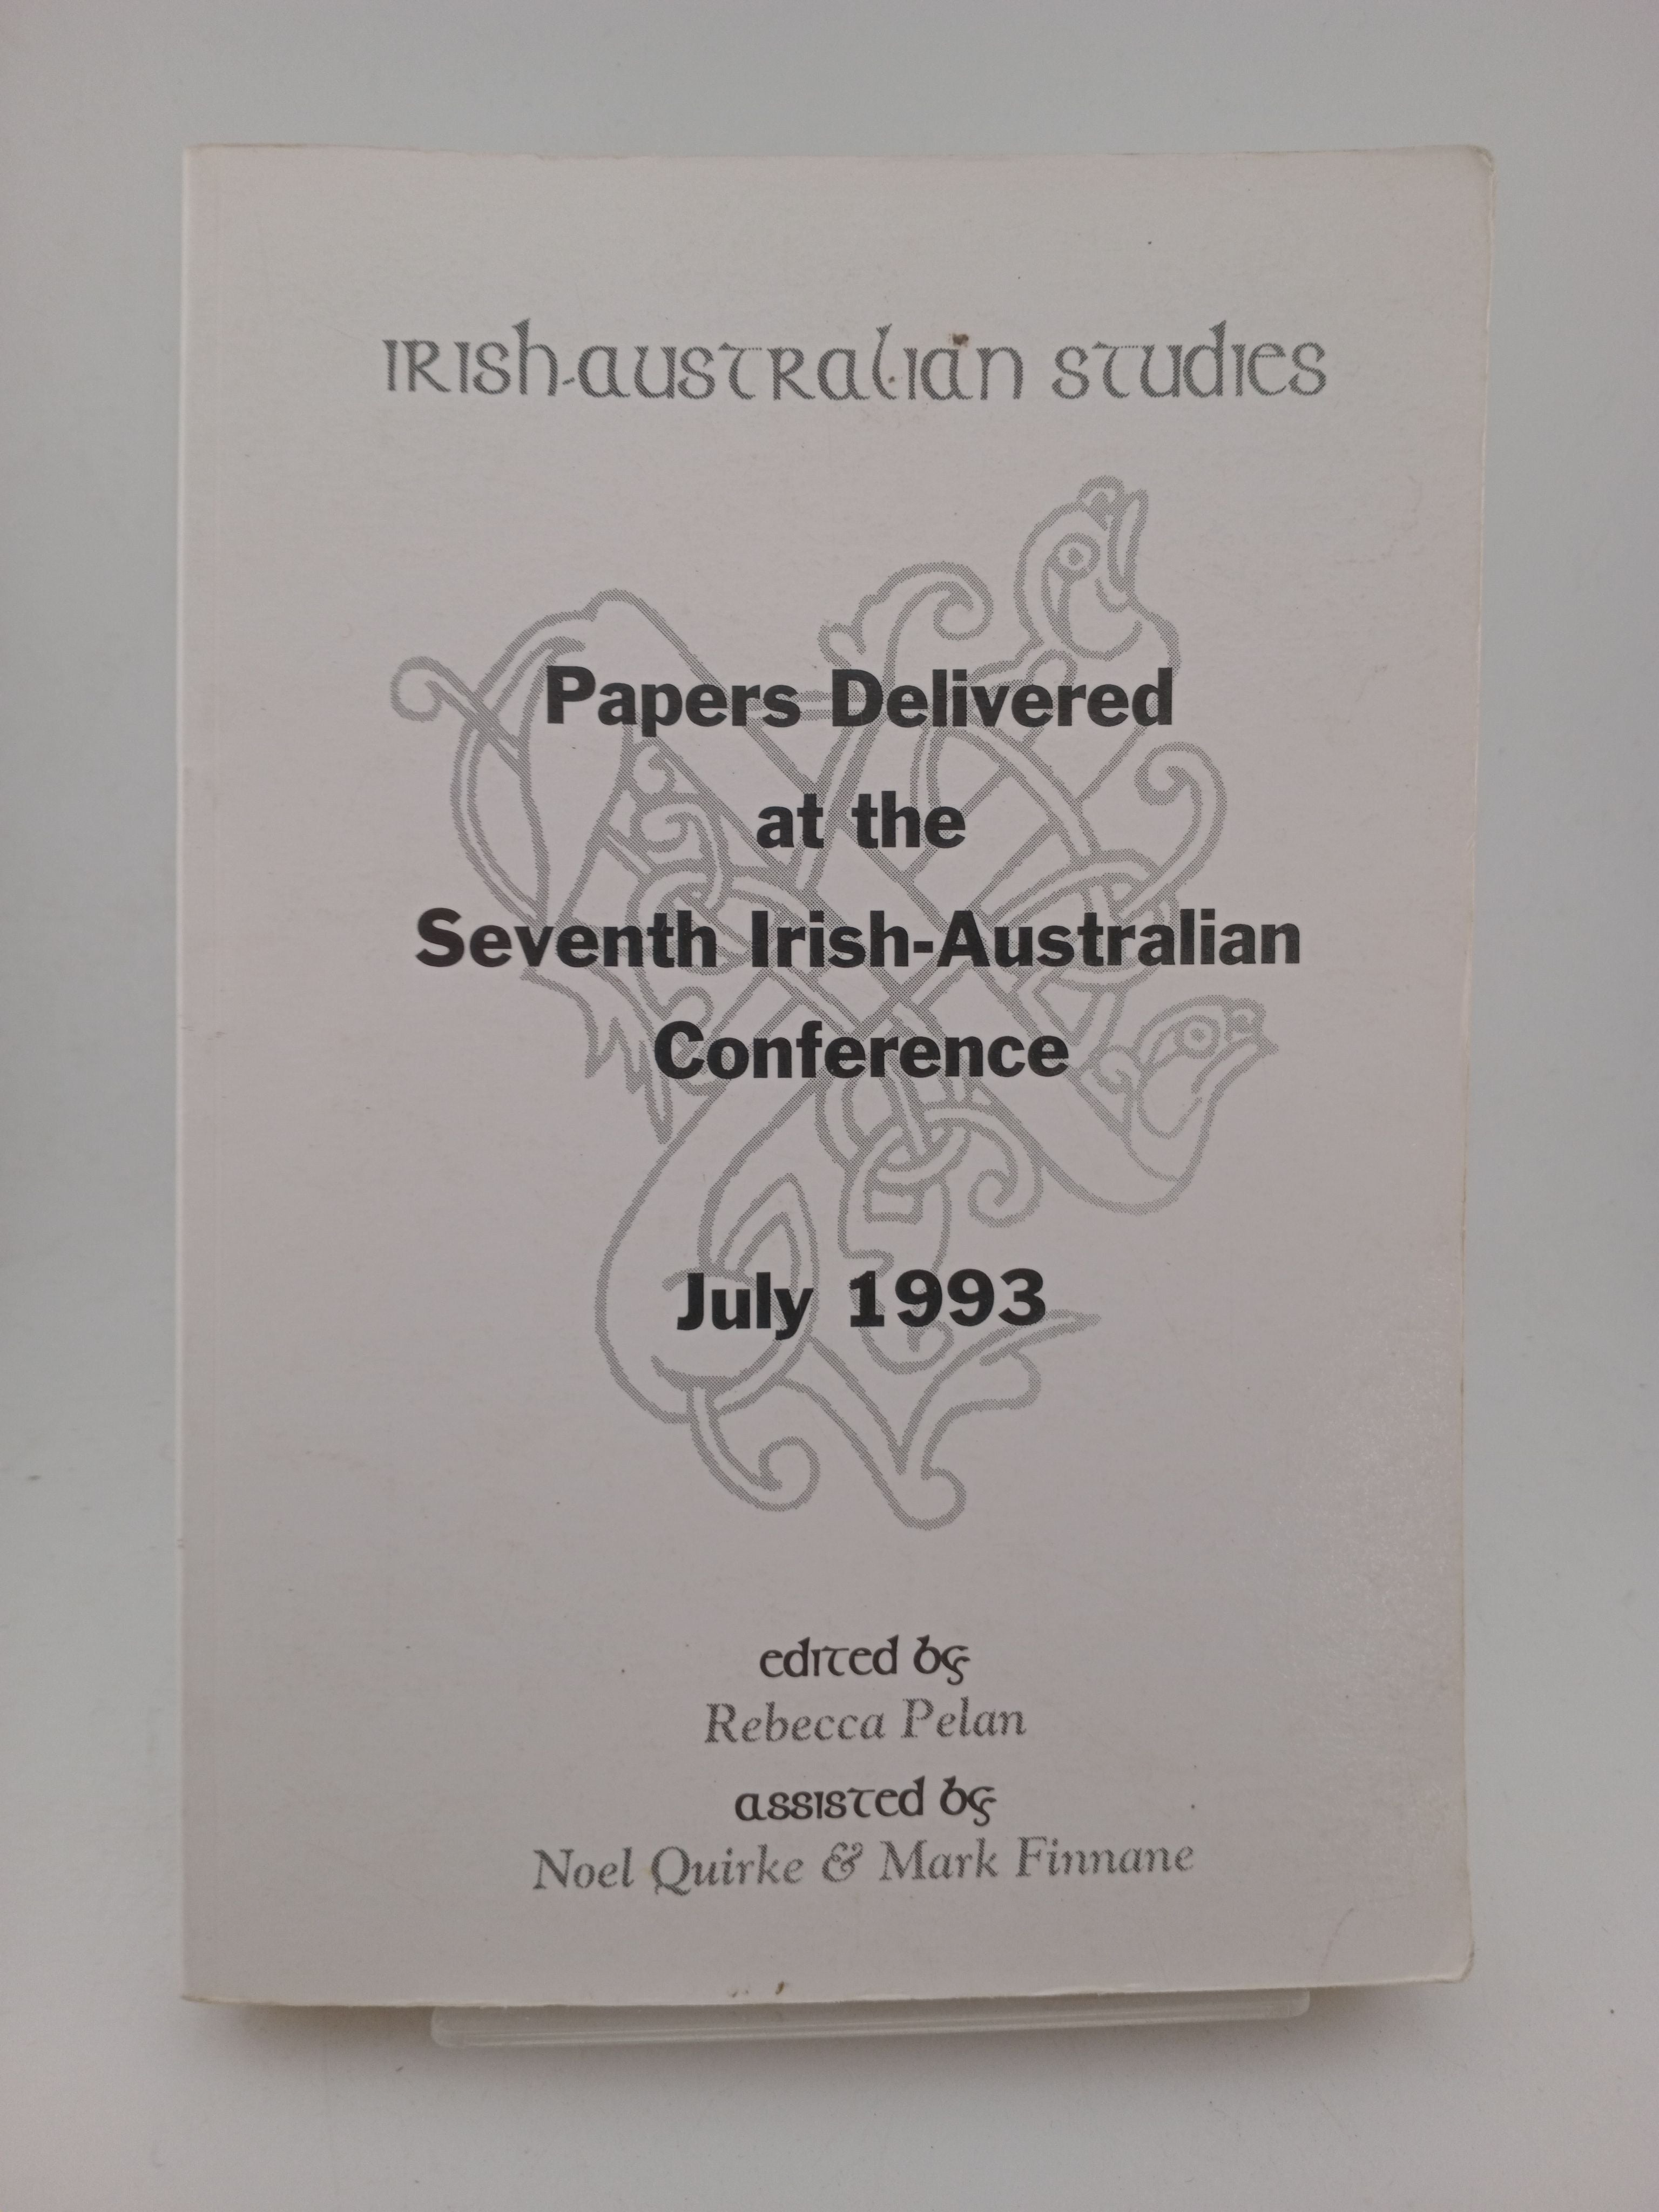 Irish-Australian Studies
Papers Delivered
at the
Seventh Irish-Australian
Conference
July 1993
edited by
Rebecca Pelan
assisted by
Noel Quirke & Mark Finnane